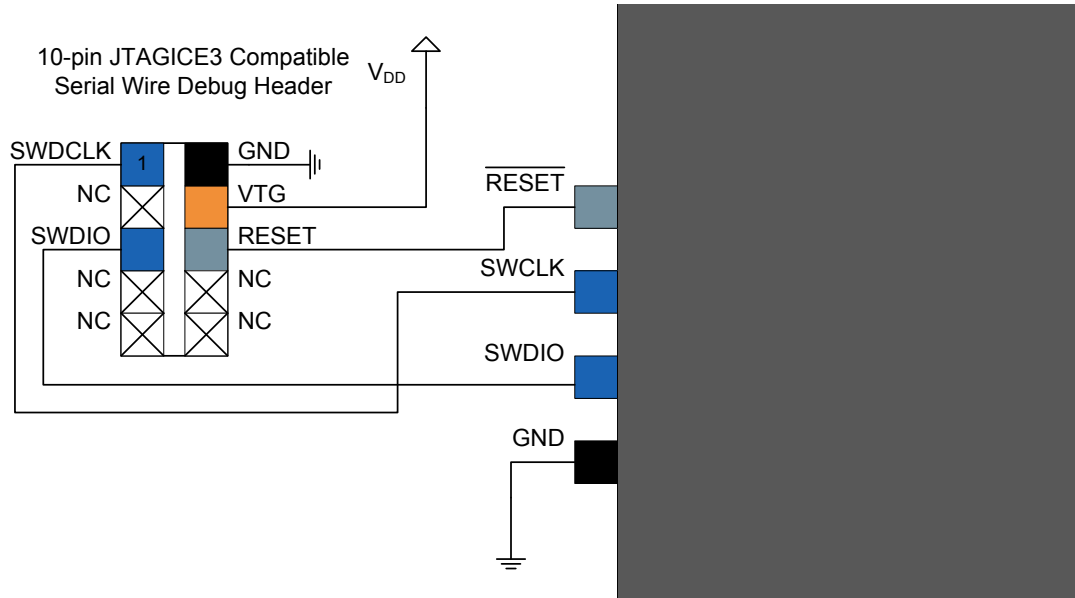 10-pin JTAGICE3 Compatible
Serial Wire Debug Header
VDD
SWDCLK
1
GND
NC
VTG
SWDIO
RESET
NC
NC
NC
NC
RESET
SWCLK
SWDIO
GND